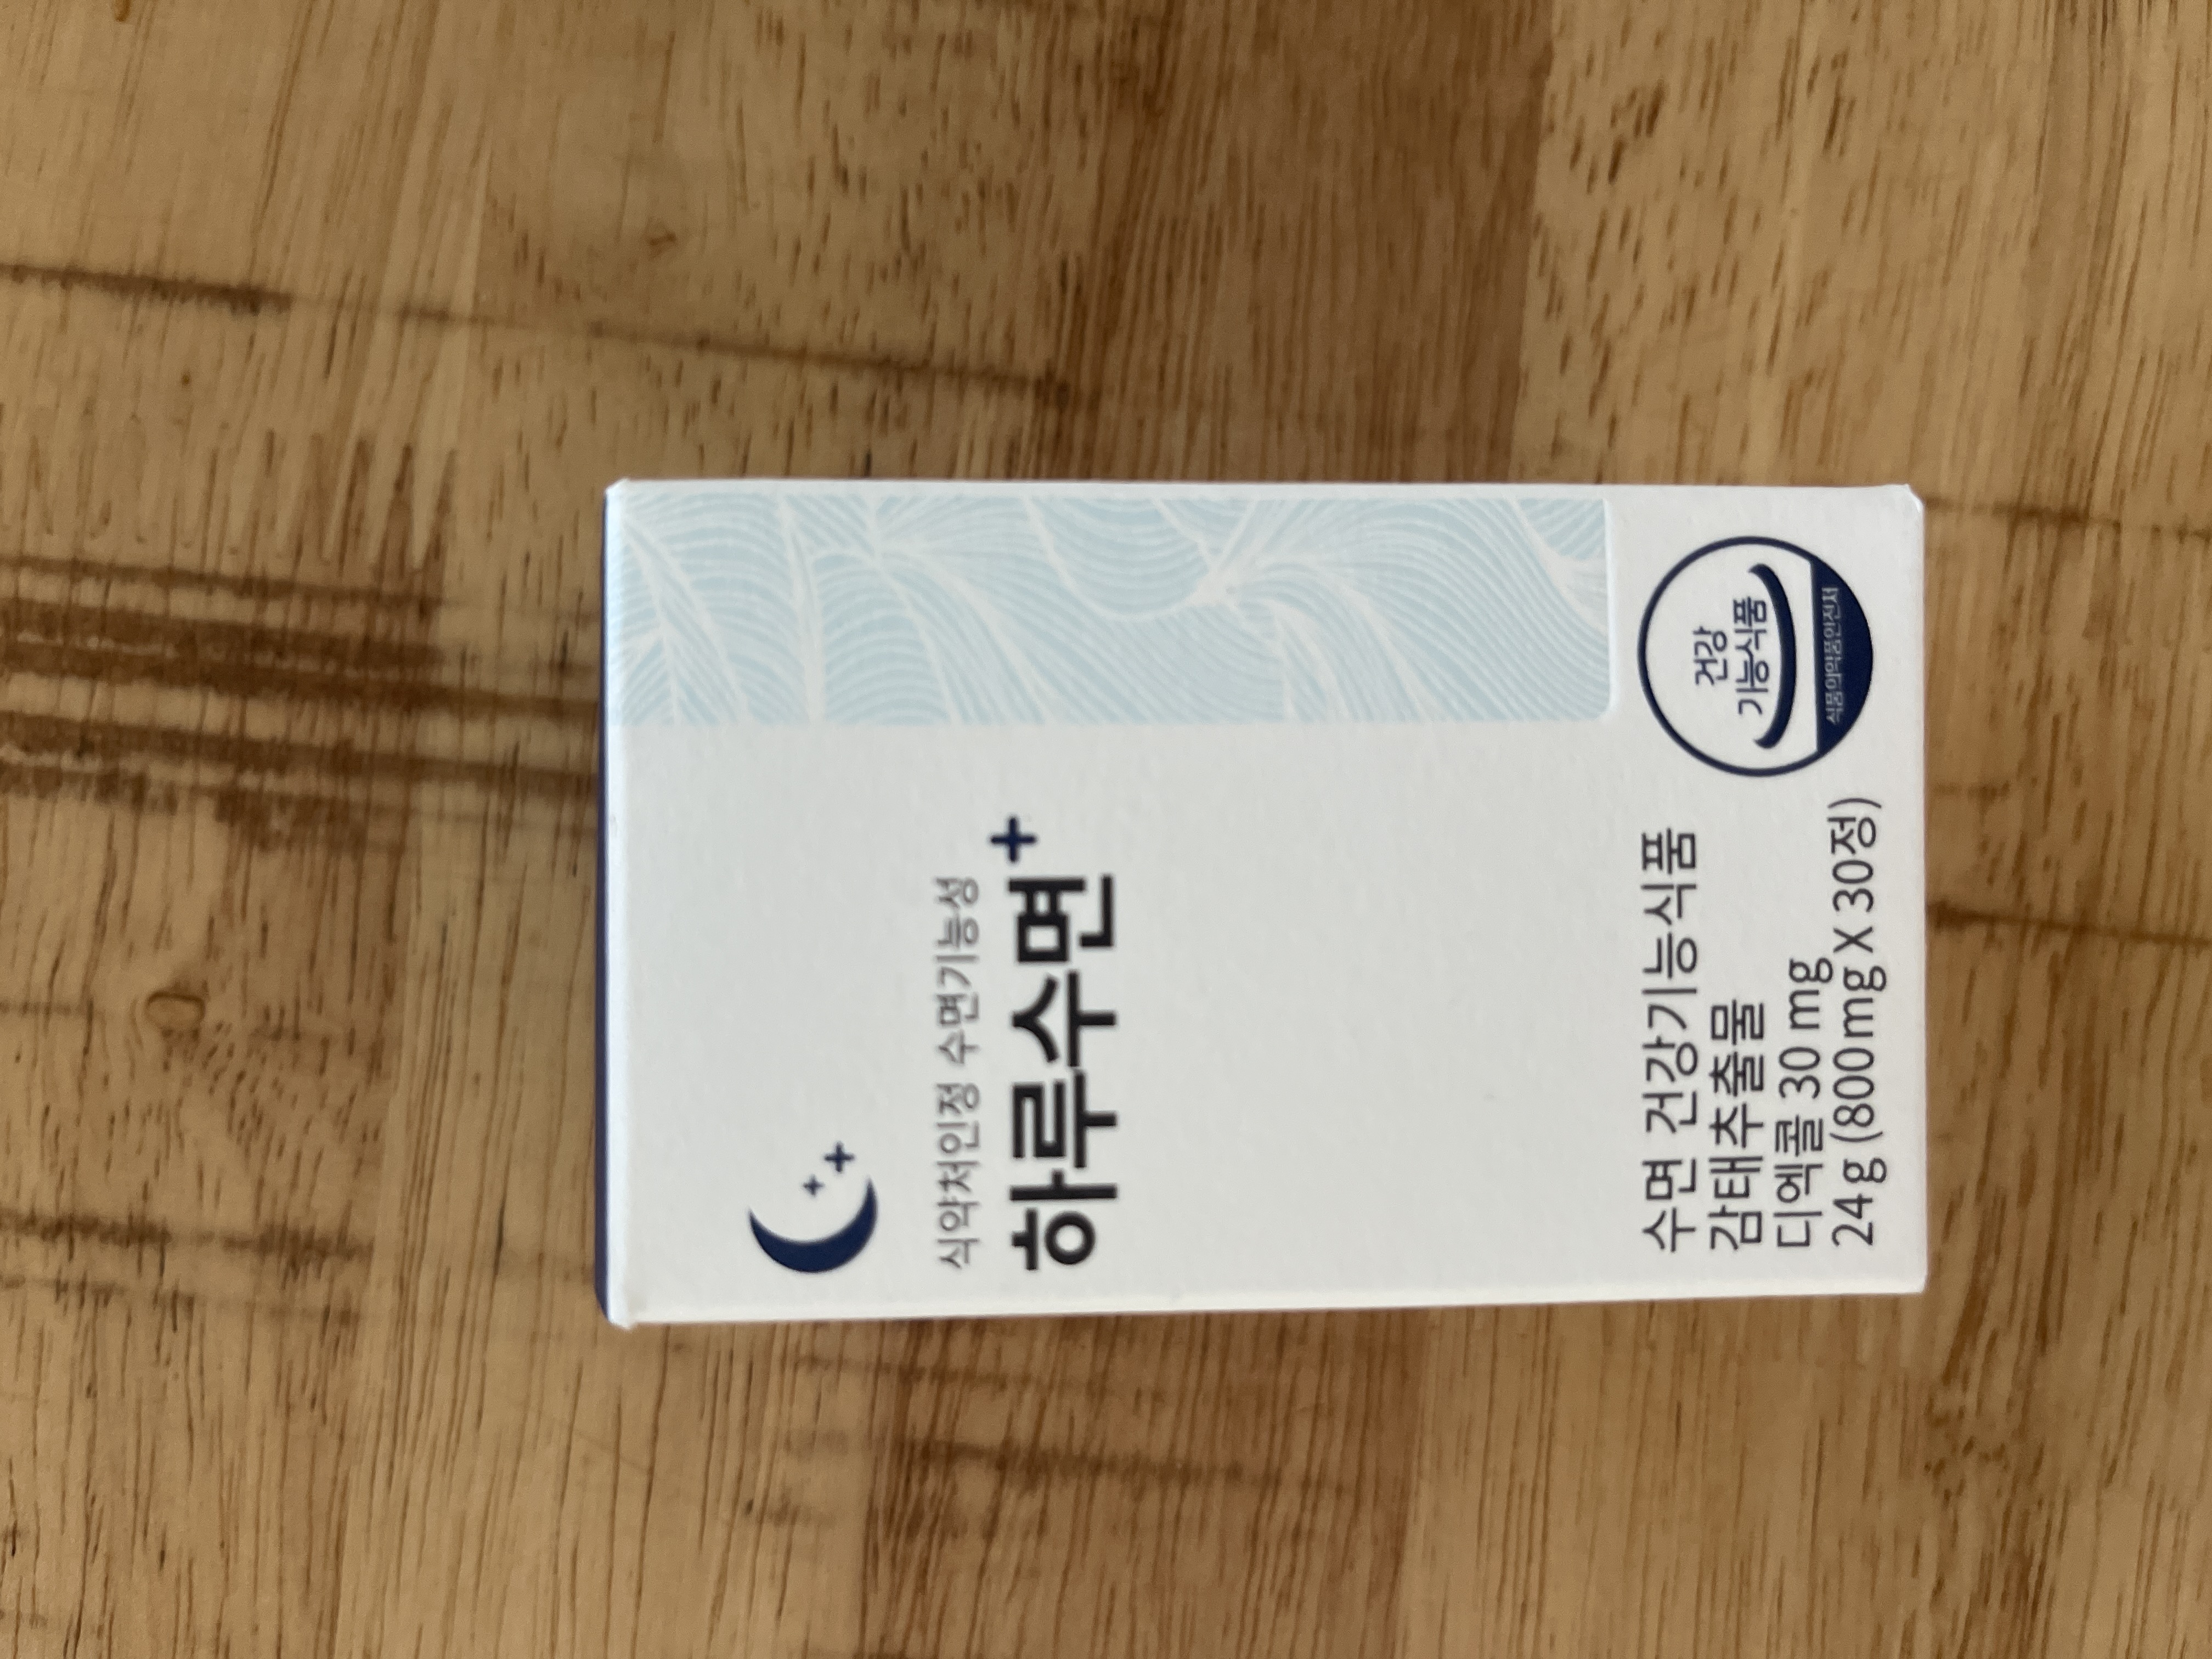 식약처인정 수면기능성
하루수면+
수면 건강기능식품
감태추출물
디엑콜 30 mg
24 g (800 mg X 30정)
건강
기능식품
식품의약품안전처